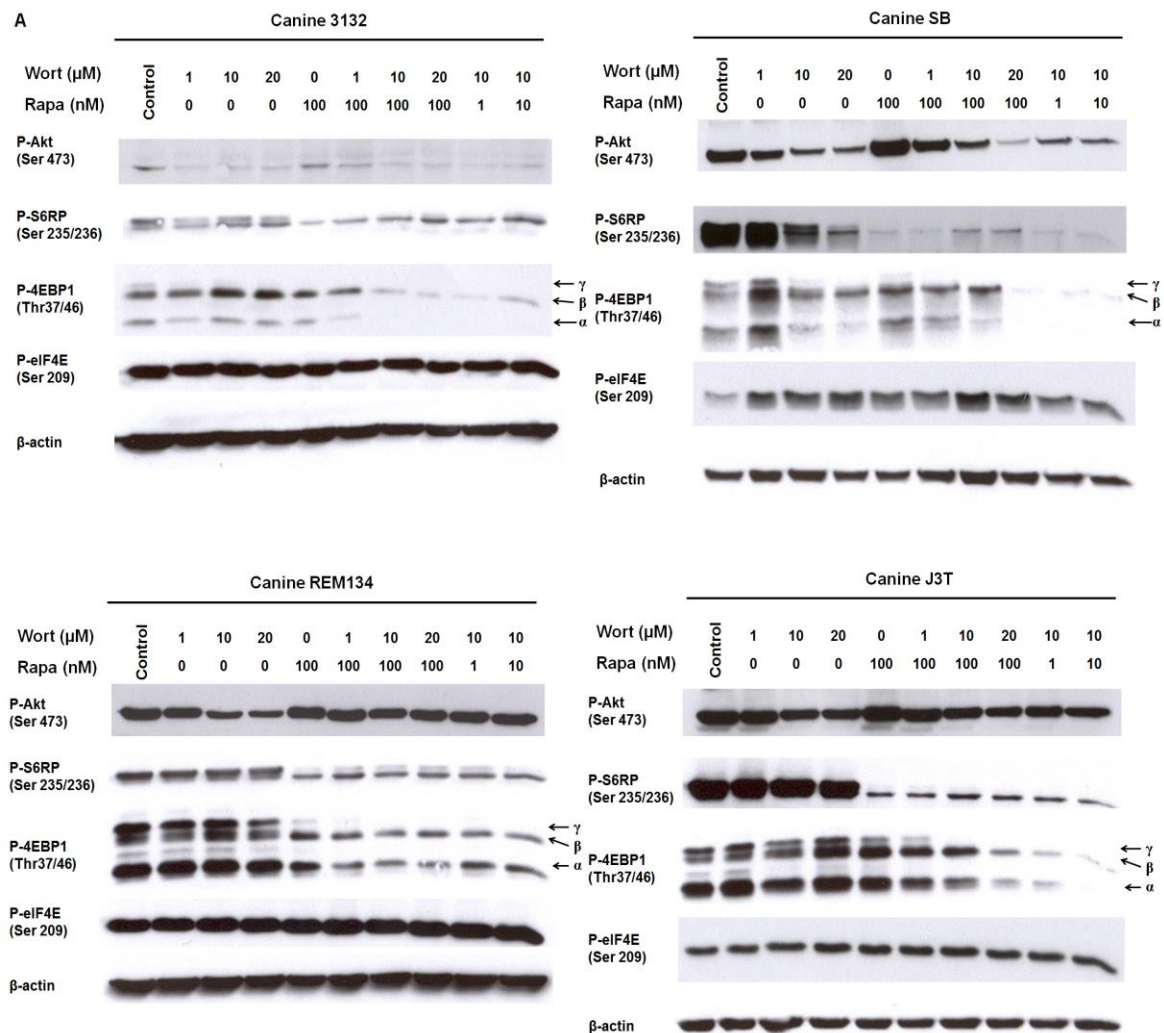 A
Canine 3132
Wort (µM) Control 1 10 20 0 1 10 20 10 10
Rapa (nM) 0 0 0 100 100 100 100 1 10
P-Akt
(Ser 473)
P-S6RP
(Ser 235/236)
P-4EBP1
(Thr37/46)
γ
β
α
P-eIF4E
(Ser 209)
β-actin
Canine SB
Wort (µM) Control 1 10 20 0 1 10 20 10 10
Rapa (nM) 0 0 0 100 100 100 100 1 10
P-Akt
(Ser 473)
P-S6RP
(Ser 235/236)
P-4EBP1
(Thr37/46)
γ
β
α
P-eIF4E
(Ser 209)
β-actin
Canine REM134
Wort (µM) Control 1 10 20 0 1 10 20 10 10
Rapa (nM) 0 0 0 100 100 100 100 1 10
P-Akt
(Ser 473)
P-S6RP
(Ser 235/236)
P-4EBP1
(Thr37/46)
γ
β
α
P-eIF4E
(Ser 209)
β-actin
Canine J3T
Wort (µM) Control 1 10 20 0 1 10 20 10 10
Rapa (nM) 0 0 0 100 100 100 100 1 10
P-Akt
(Ser 473)
P-S6RP
(Ser 235/236)
P-4EBP1
(Thr37/46)
γ
β
α
P-eIF4E
(Ser 209)
β-actin